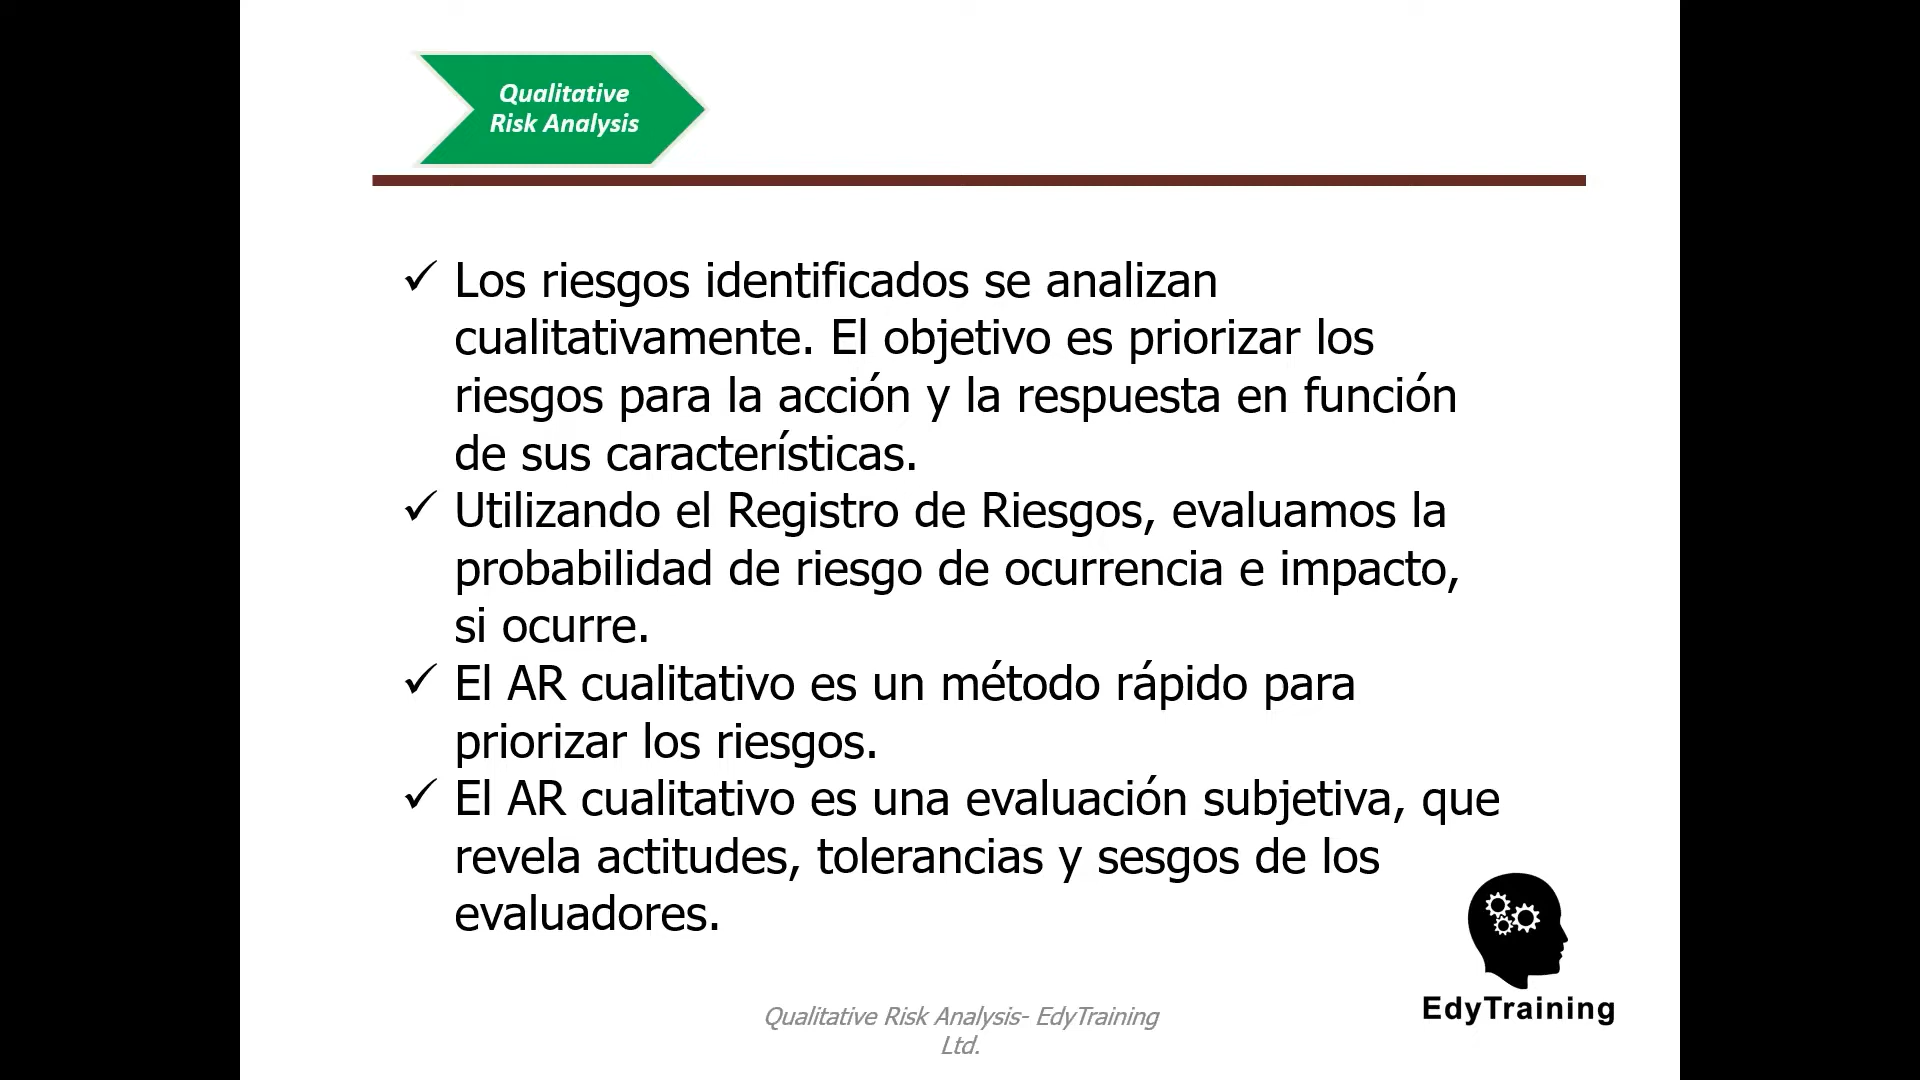 Qualitative
Risk Analysis
✓ Los riesgos identificados se analizan
cualitativamente. El objetivo es priorizar los
riesgos para la acción y la respuesta en función
de sus características.
✓ Utilizando el Registro de Riesgos, evaluamos la
probabilidad de riesgo de ocurrencia e impacto,
si ocurre.
✓ El AR cualitativo es un método rápido para
priorizar los riesgos.
✓ El AR cualitativo es una evaluación subjetiva, que
revela actitudes, tolerancias y sesgos de los
evaluadores.
EdyTraining
Qualitative Risk Analysis- EdyTraining
Ltd.